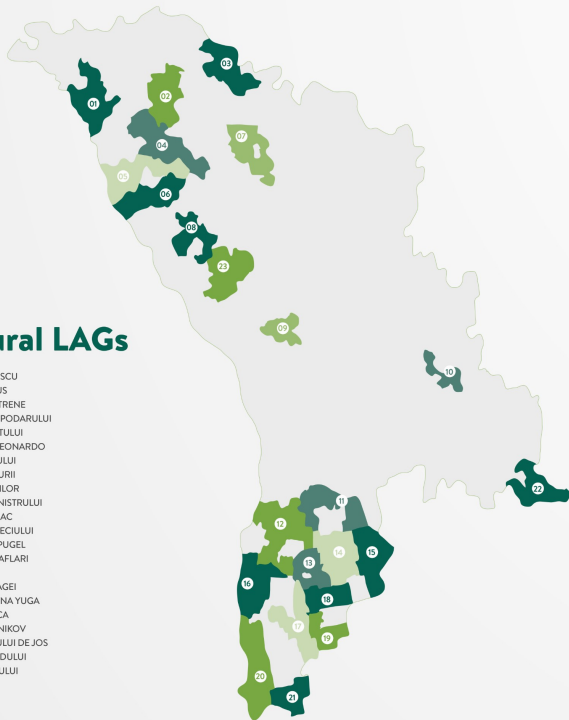 ural LAGs
SCU
US
TRENE
PODARULUI
TULUI
EONARDO
ULUI
URII
ILOR
NISTRULUI
AC
ECIULUI
PUGEL
AFLARI
AGEI
NA YUGA
CA
NIKOV
ULUI DE JOS
DULUI
ULUI
03
01
02
07
04
05
06
08
23
09
10
22
11
12
14
15
13
16
18
17
19
20
21